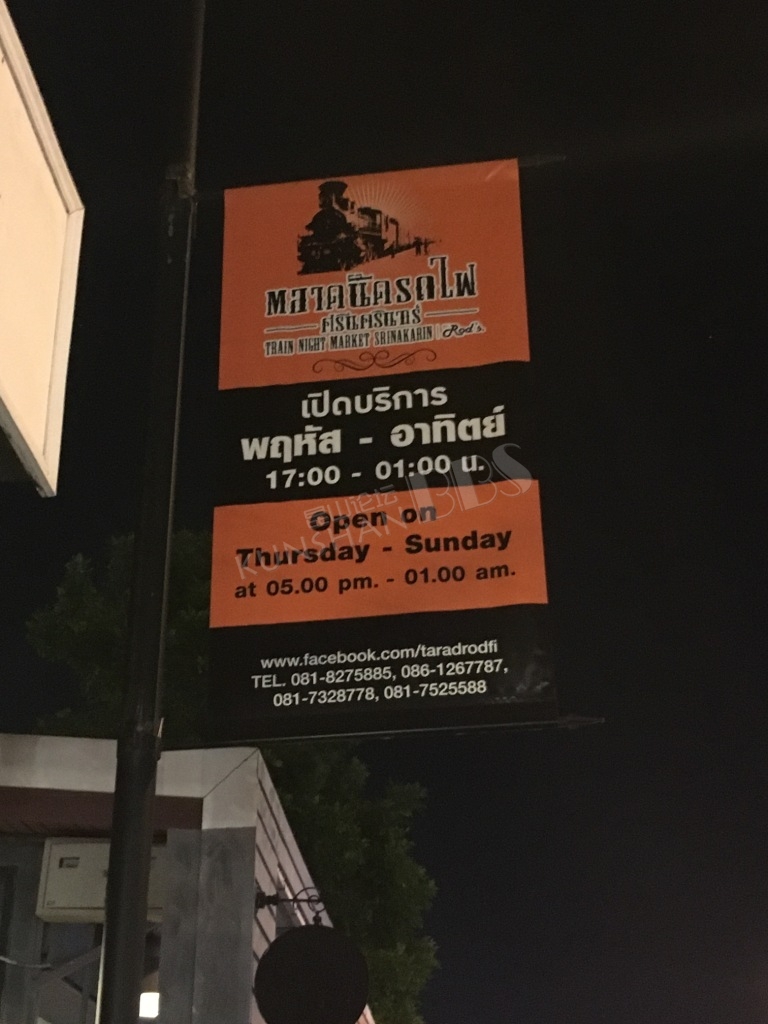 ตลาดนัดรถไฟ
ศรีนครินทร์
TRAIN NIGHT MARKET SRINAKARIN Rod's
เปิดบริการ
พฤหัส - อาทิตย์
17:00 - 01:00 น.
Open on
Thursday - Sunday
at 05.00 pm. - 01.00 am.
www.facebook.com/taradrodfi
TEL. 081-8275885, 086-1267787,
081-7328778, 081-7525588
KUNSHAN BBS